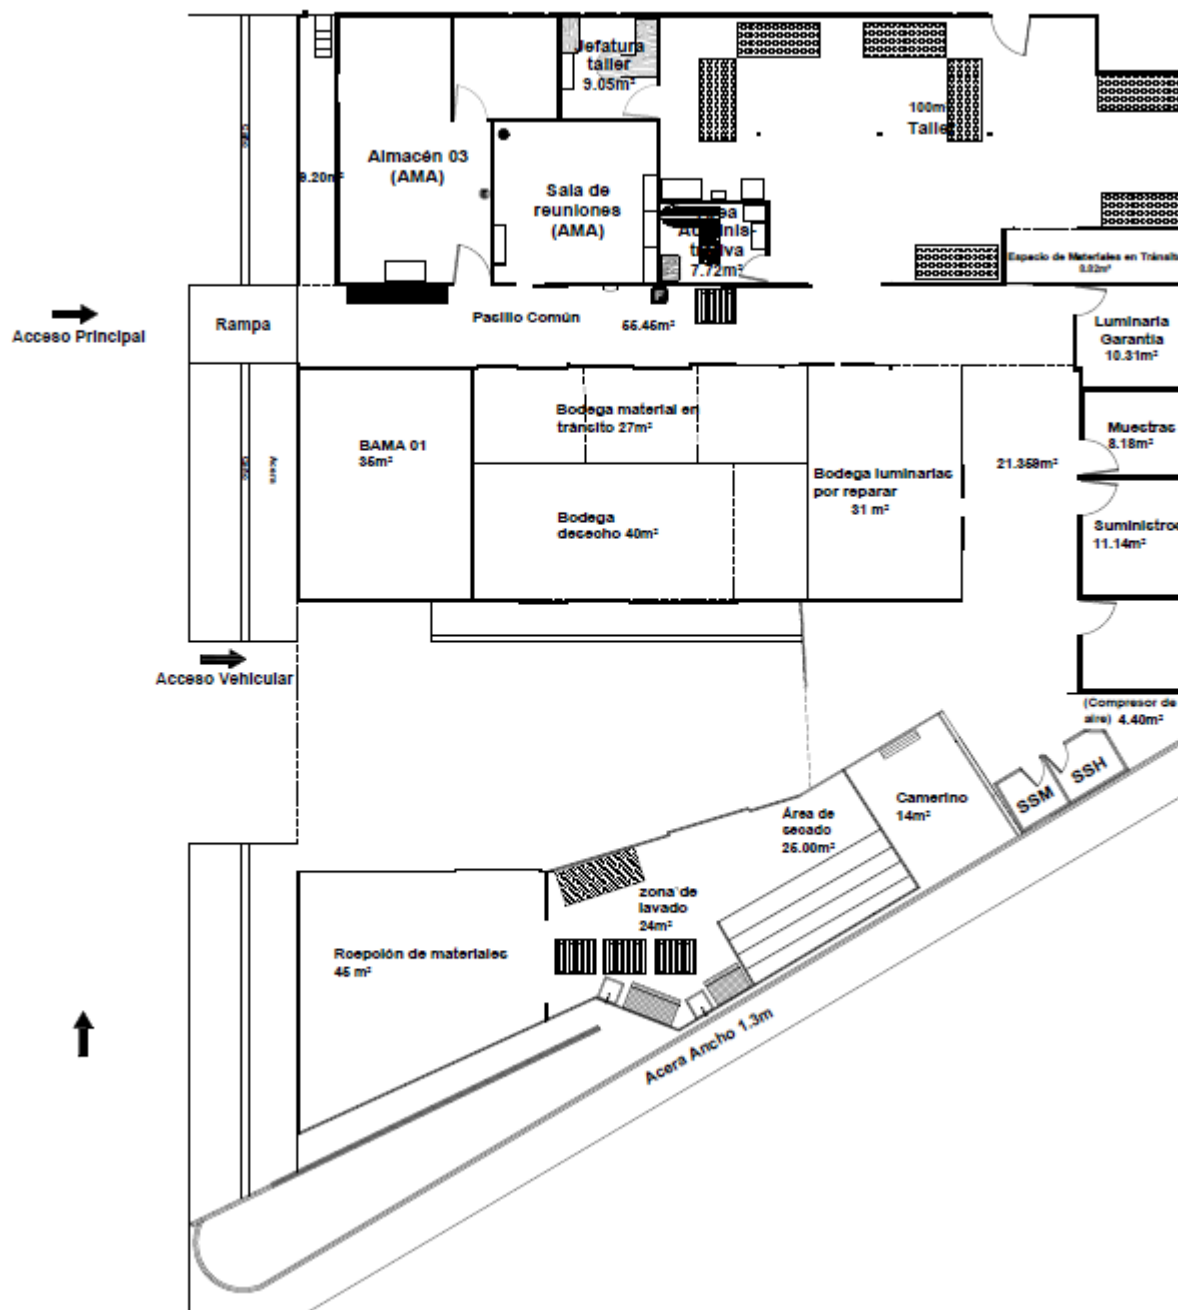 Jefatura
taller
9.05m²
100m
Taller
Almacén 03
(AMA)
9.20m²
Sala de
reuniones
(AMA)
7.72m²
Espacio de Materiales en Tránsito
Acceso Principal
Rampa
Pasillo Común
55.45m²
Luminaria
Garantía
10.31m²
BAMA 01
35m²
Bodega material en
tránsito 27m²
Bodega luminarias
por reparar
31 m²
21.359m²
Muestras
8.18m²
Acera
Bodega
desecho 40m²
Suministros
11.14m²
Acceso Vehicular
(Compresor de
aire) 4.40m²
SSM
SSH
Camerino
14m²
Área de
secado
25.00m²
zona de
lavado
24m²
Rcepción de materiales
45 m²
Acera Ancho 1.3m